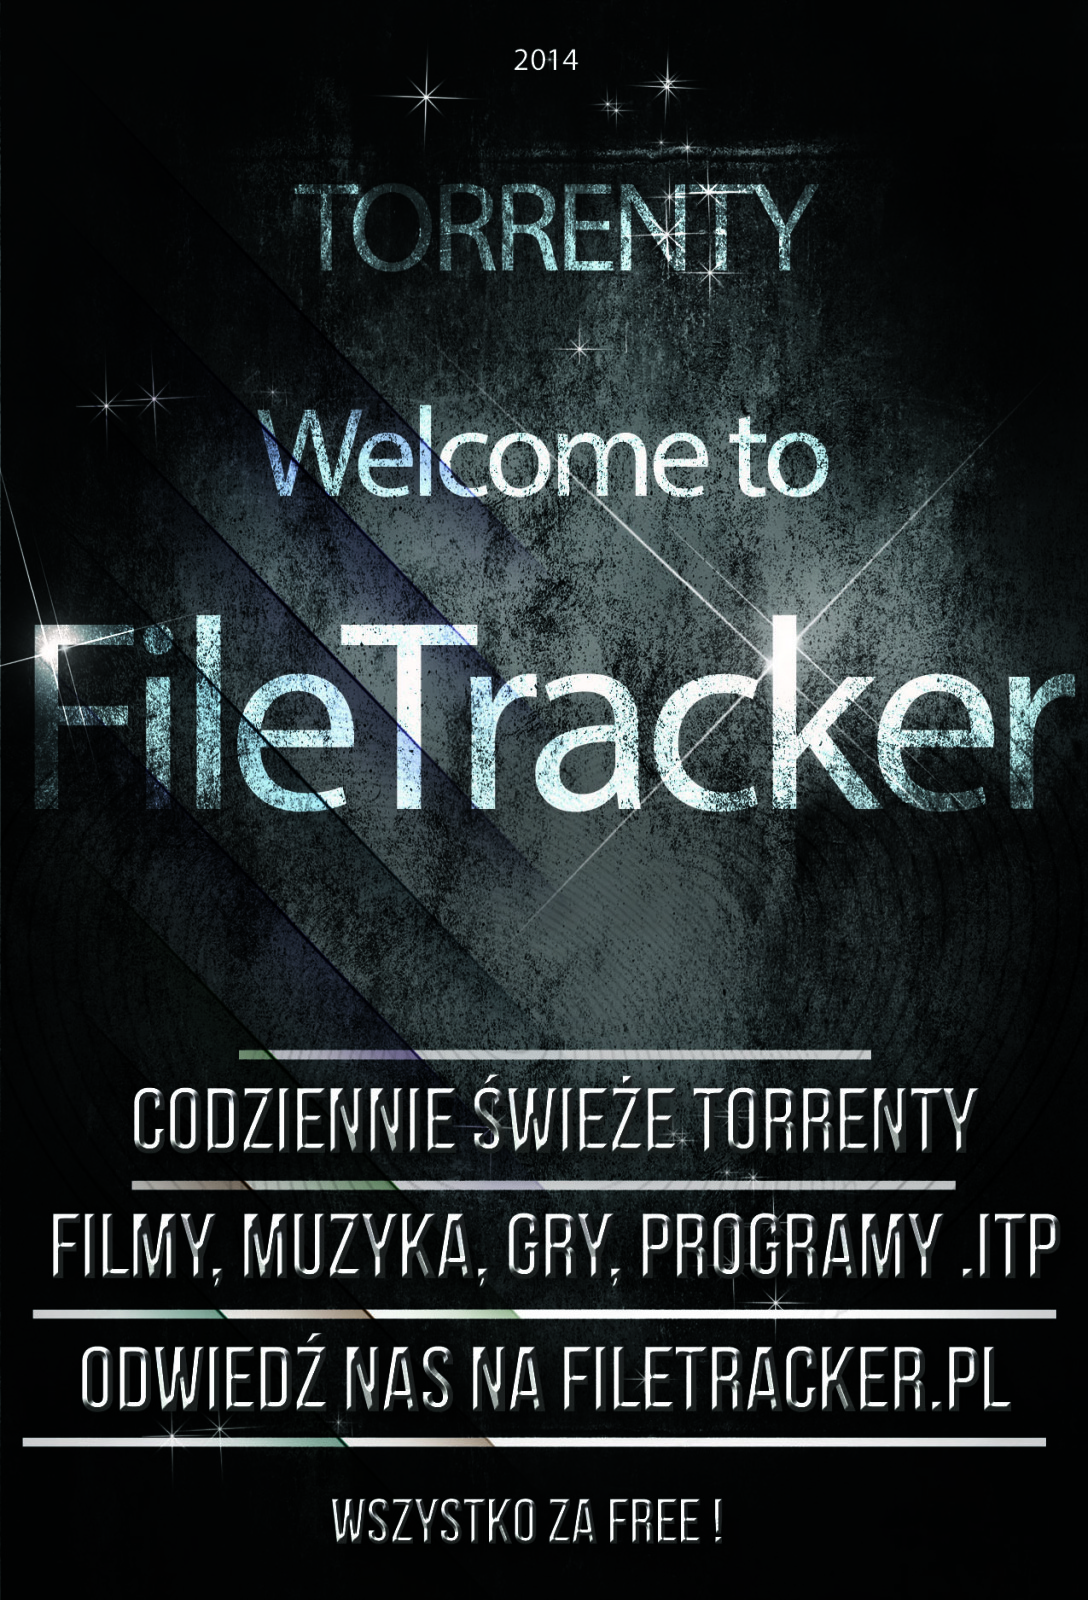 2014
TORRENTY
Welcome to
FileTracker
CODZIENNIE ŚWIEŻE TORRENTY
FILMY, MUZYKA, GRY, PROGRAMY .ITP
ODWIEDŹ NAS NA FILETRACKER.PL
WSZYSTKO ZA FREE !